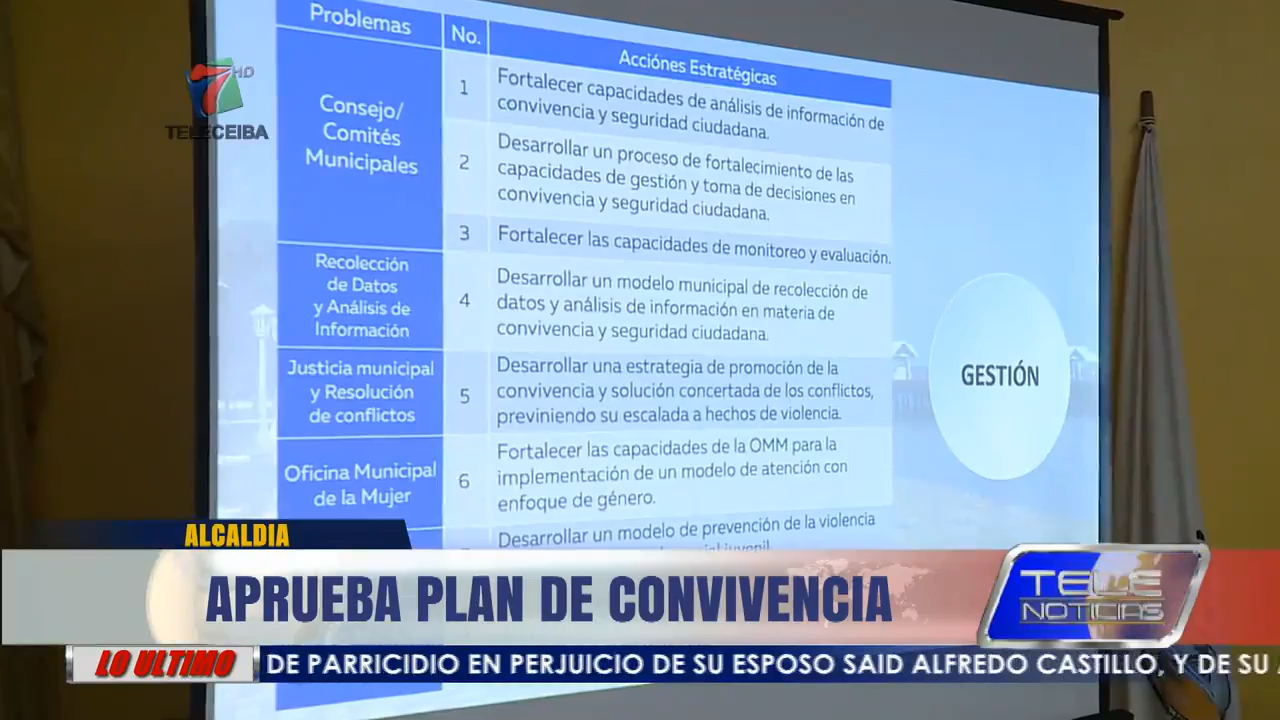 Problemas
No.
Acciónes Estratégicas
Consejo/
Comités
Municipales
1
Fortalecer capacidades de análisis de información de
convivencia y seguridad ciudadana.
2
Desarrollar un proceso de fortalecimiento de las
capacidades de gestión y toma de decisiones en
convivencia y seguridad ciudadana.
3
Fortalecer las capacidades de monitoreo y evaluación.
Recolección
de Datos
y Análisis de
Información
4
Desarrollar un modelo municipal de recolección de
datos y análisis de información en materia de
convivencia y seguridad ciudadana.
Justicia municipal
y Resolución
de conflictos
5
Desarrollar una estrategia de promoción de la
convivencia y solución concertada de los conflictos,
previniendo su escalada a hechos de violencia.
Oficina Municipal
de la Mujer
6
Fortalecer las capacidades de la OMM para la
implementación de un modelo de atención con
enfoque de género.
Desarrollar un modelo de prevención de la violencia
GESTIÓN
7 HD
TELECEIBA
ALCALDIA
APRUEBA PLAN DE CONVIVENCIA
TELE
NOTICIAS
LO ULTIMO
DE PARRICIDIO EN PERJUICIO DE SU ESPOSO SAID ALFREDO CASTILLO, Y DE SU